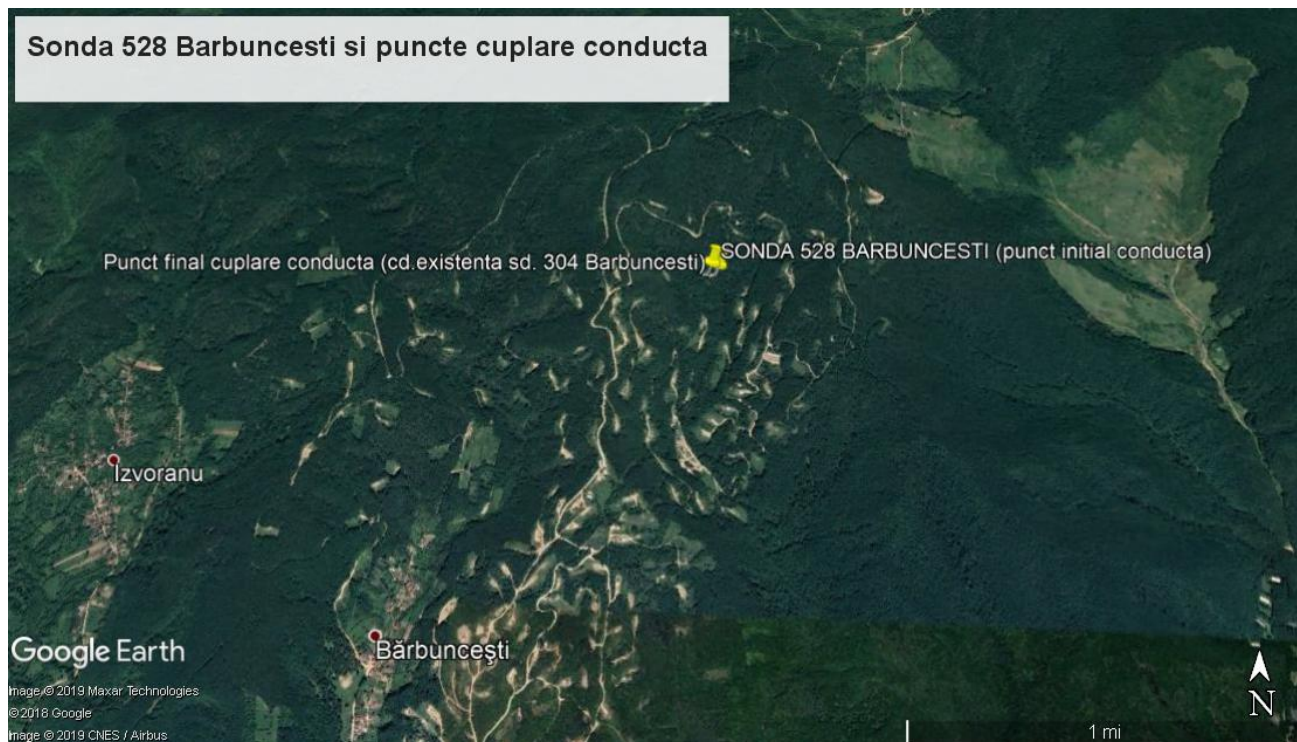 Sonda 528 Barbuncesti si puncte cuplare conducta
Punct final cuplare conducta (cd.existenta sd. 304 Barbuncesti)
SONDA 528 BARBUNCESTI (punct initial conducta)
Izvoranu
Bărbunceşti
Google Earth
Image © 2019 Maxar Technologies
© 2018 Google
Image © 2019 CNES / Airbus
N
1 mi